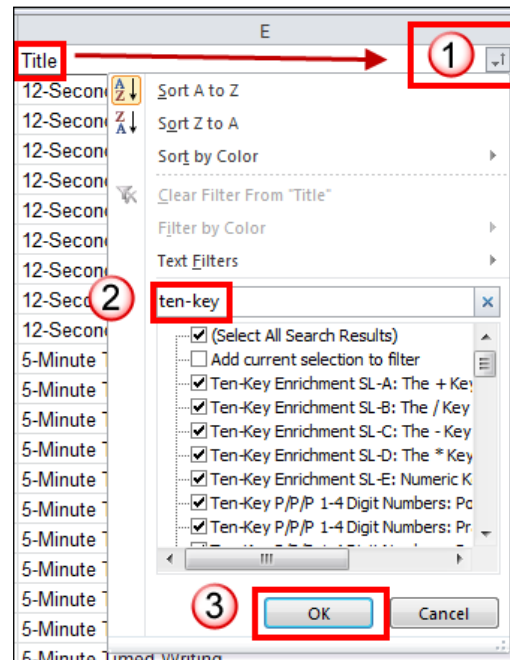 E
Title
1
12-Second
Sort A to Z
12-Second
Sort Z to A
12-Second
Sort by Color
12-Second
12-Second
Clear Filter From "Title"
12-Second
Filter by Color
12-Second
Text Filters
12-Seco
2
ten-key
12-Second
(Select All Search Results)
5-Minute T
Add current selection to filter
5-Minute T
Ten-Key Enrichment SL-A: The + Key
5-Minute T
Ten-Key Enrichment SL-B: The / Key
5-Minute T
Ten-Key Enrichment SL-C: The - Key
5-Minute T
Ten-Key Enrichment SL-D: The * Key
5-Minute T
Ten-Key Enrichment SL-E: Numeric K
5-Minute T
Ten-Key P/P/P 1-4 Digit Numbers: Po
5-Minute T
Ten-Key P/P/P 1-4 Digit Numbers: Pr
5-Minute T
3
OK
Cancel
5-Minute T
5-Minute Timed Writing